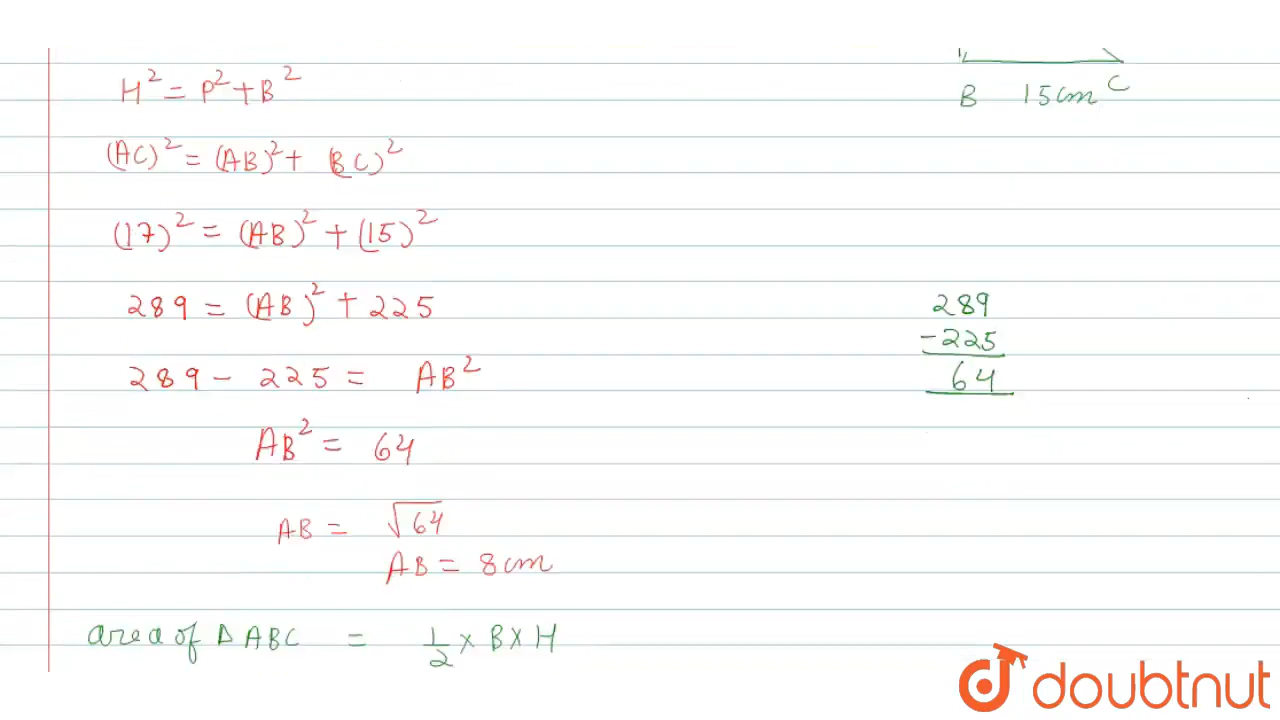 H² = P² + B²
B 15cm C
(AC)² = (AB)² + (BC)²
(17)² = (AB)² + (15)²
289 = (AB)² + 225
289
-225
64
289 - 225 = AB²
AB² = 64
AB = √64
AB = 8cm
area of Δ ABC = 1/2 × B × H
doubtnut